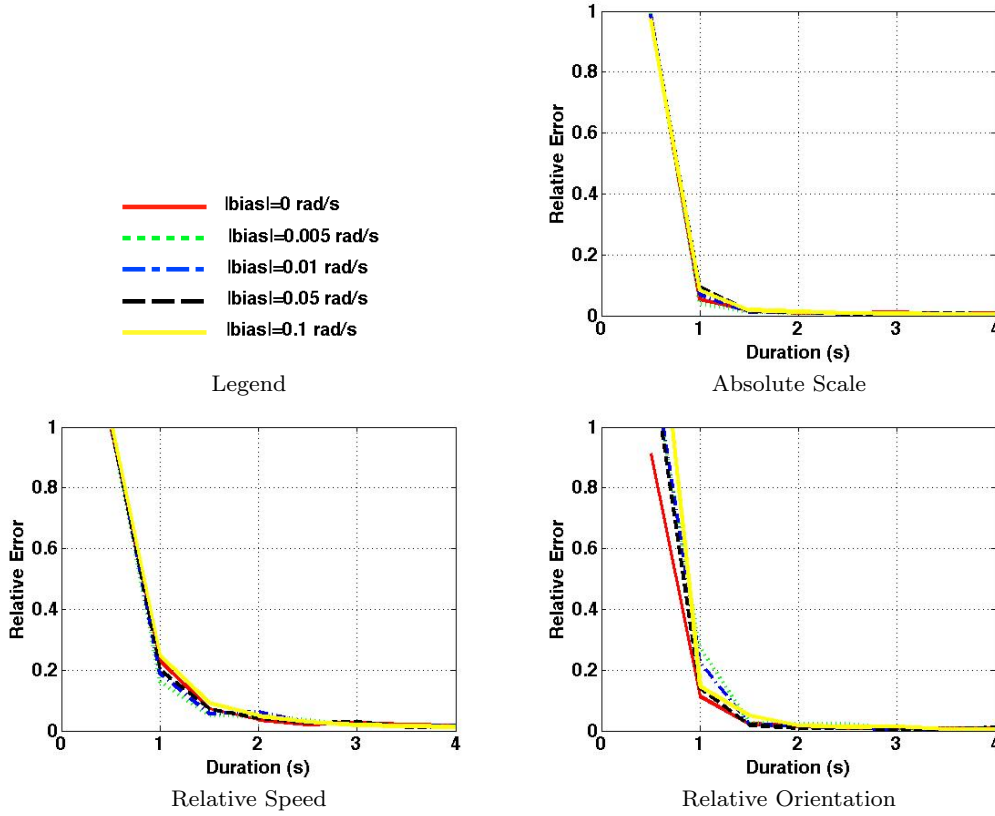 |bias|=0 rad/s
|bias|=0.005 rad/s
|bias|=0.01 rad/s
|bias|=0.05 rad/s
|bias|=0.1 rad/s
Legend
1
0.8
0.6
0.4
0.2
0
0 1 2 3 4
Relative Error
Duration (s)
Absolute Scale
1
0.8
0.6
0.4
0.2
0
0 1 2 3 4
Relative Error
Duration (s)
Relative Speed
1
0.8
0.6
0.4
0.2
0
0 1 2 3 4
Relative Error
Duration (s)
Relative Orientation